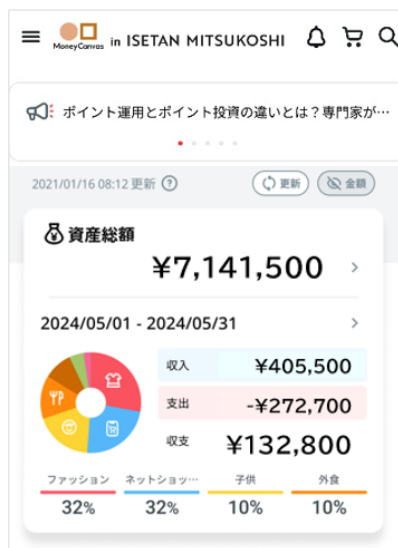 MoneyCanvas in ISETAN MITSUKOSHI
ポイント運用とポイント投資の違いとは？専門家が…
2021/01/16 08:12 更新 ? 更新 金額
資産総額
¥7,141,500
2024/05/01 - 2024/05/31
収入 ¥405,500
支出 -¥272,700
収支 ¥132,800
ファッション ネットショッ… 子供 外食
32% 32% 10% 10%